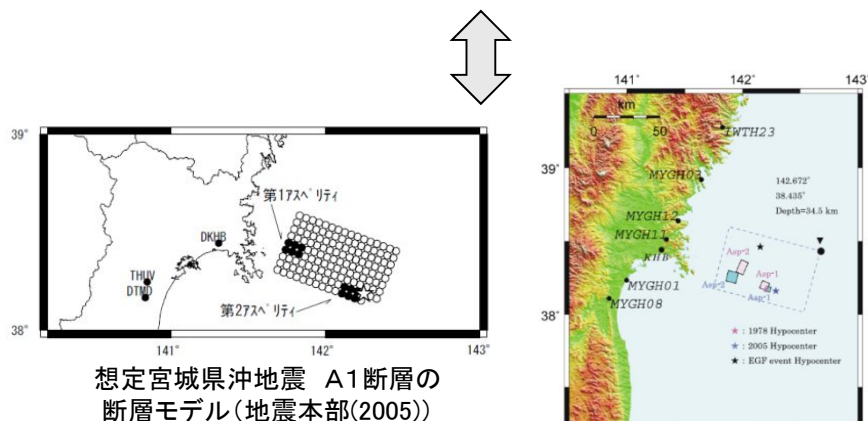 39°
38°
141°
142°
143°
第1アスペリティ
第2アスペリティ
DKHB
THUV
DTMD
想定宮城県沖地震 A1断層の
断層モデル(地震本部(2005))
141°
142°
143°
km
0 50
IWTH23
39°
MYGH03
142.672°
38.435°
Depth=34.5 km
MYGH12
MYGH11
KHB
Asp-2
Asp-1
Asp-2
Asp-1
MYGH01
MYGH08
38°
★ : 1978 Hypocenter
★ : 2005 Hypocenter
★ : EGF event Hypocenter